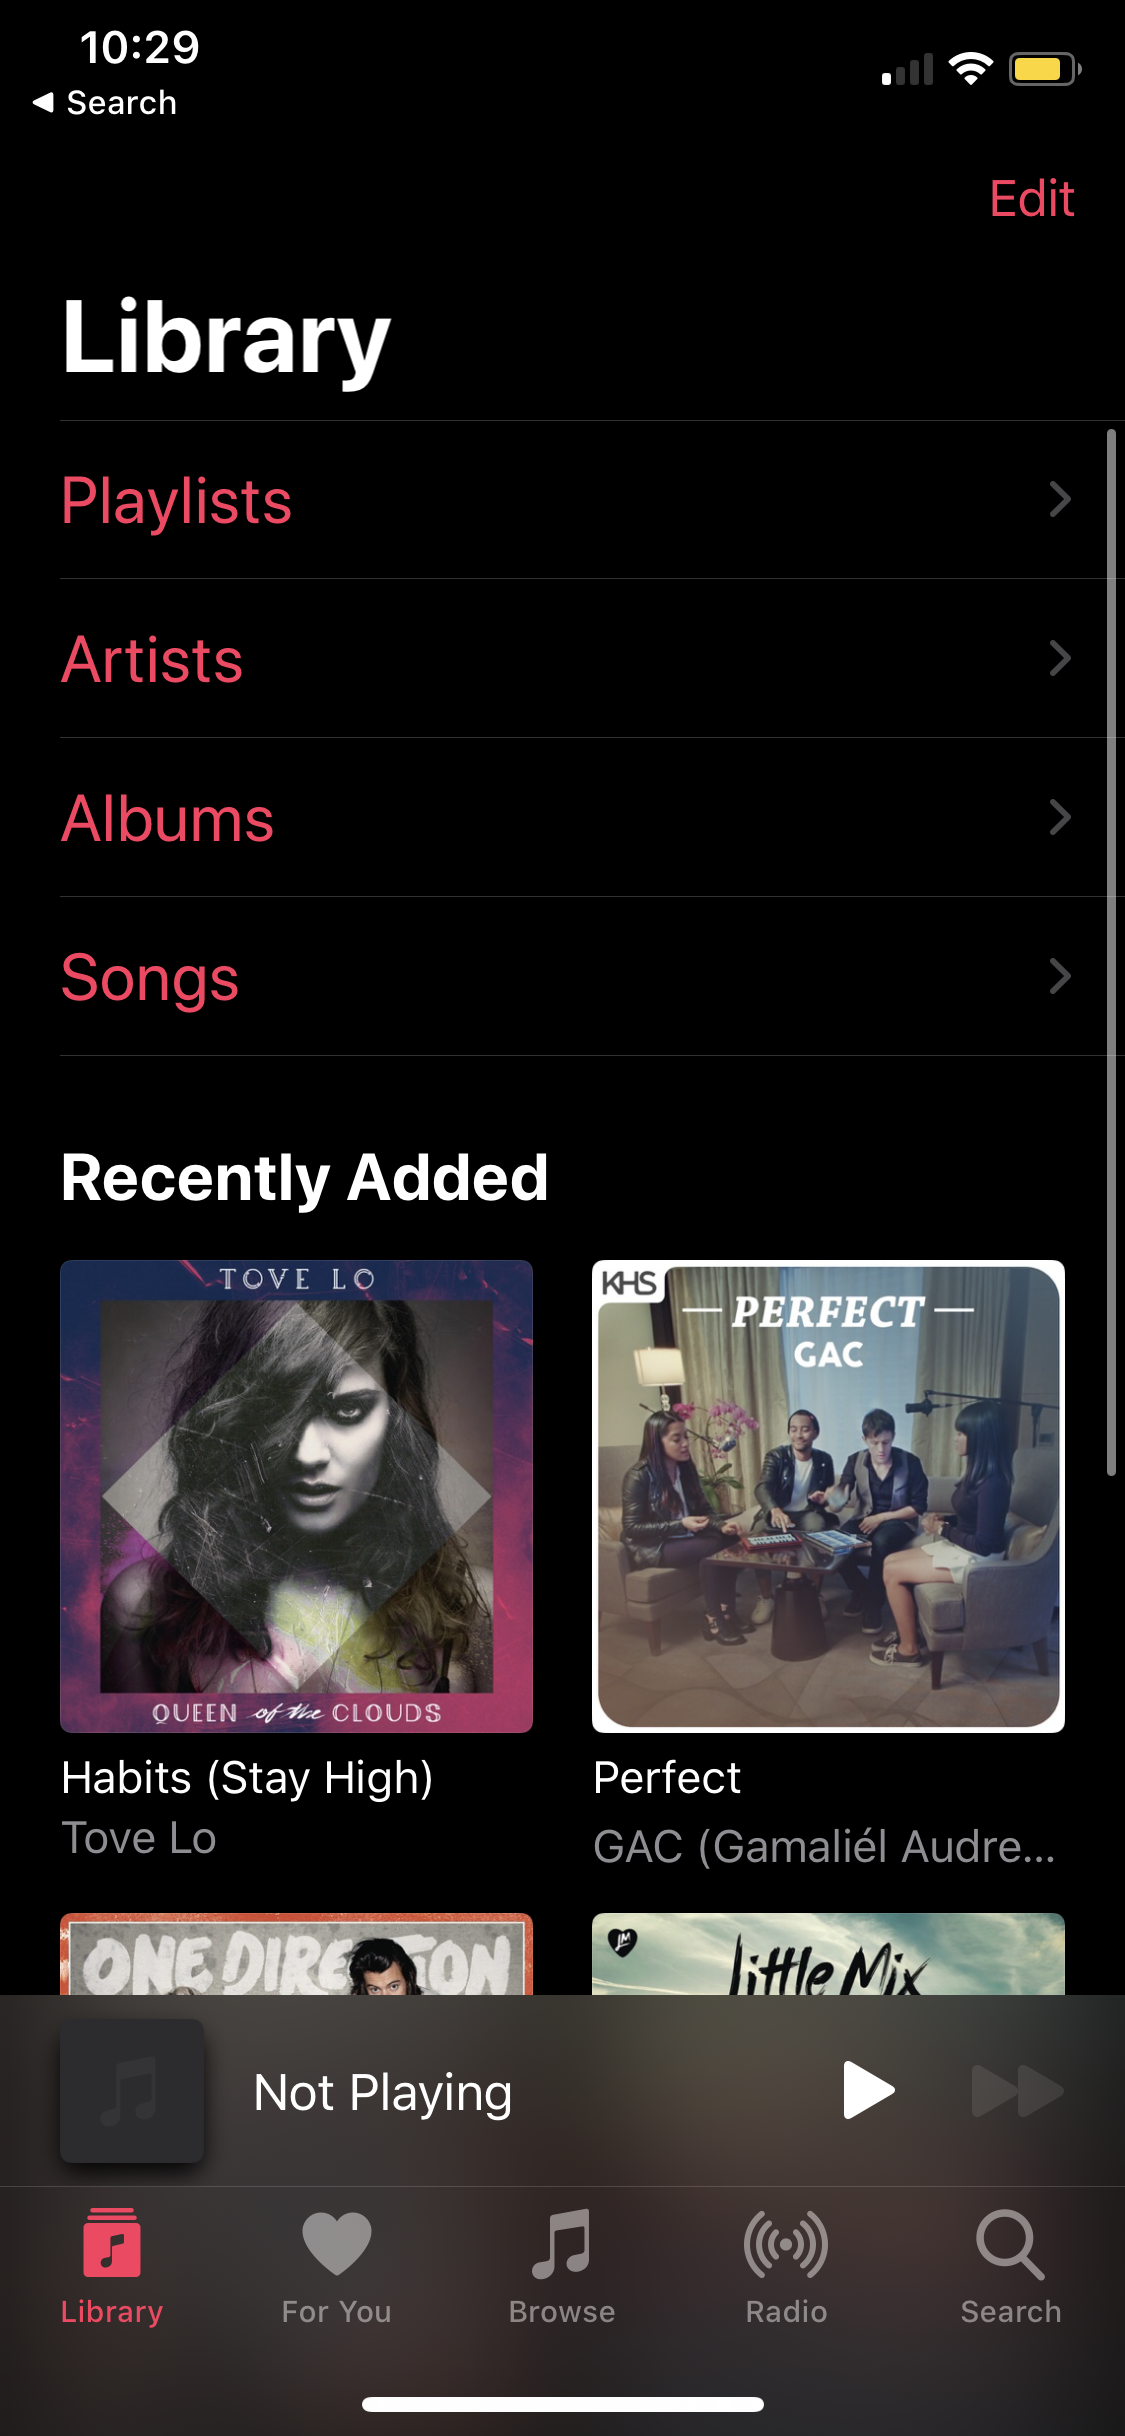 10:29
Search
Edit
Library
Playlists
Artists
Albums
Songs
Recently Added
TOVE LO
QUEEN of the CLOUDS
Habits (Stay High)
Tove Lo
KHS
PERFECT
GAC
Perfect
GAC (Gamaliél Audre...
ONE DIRECTION
LM
Little Mix
Not Playing
Library
For You
Browse
Radio
Search